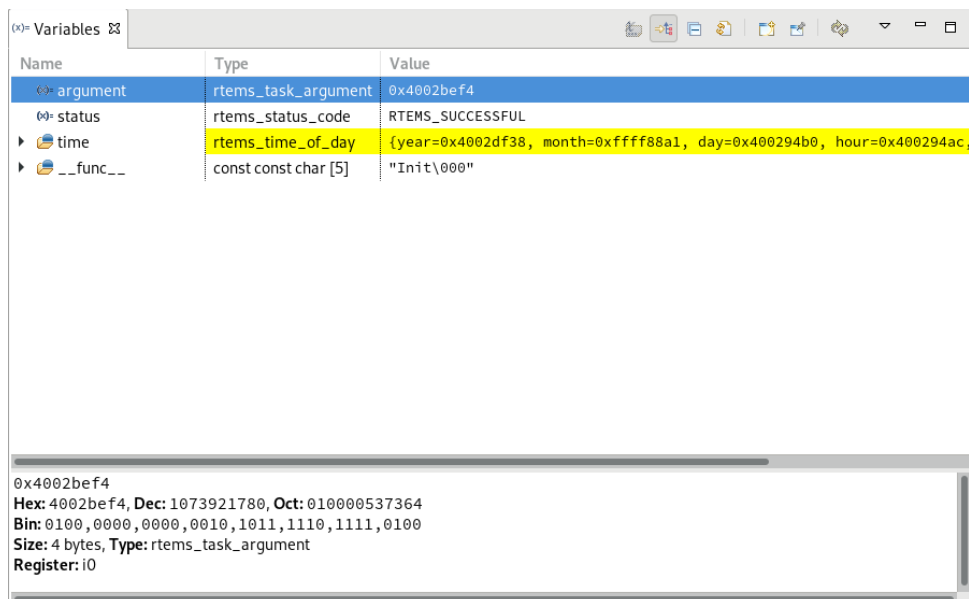 (x)= Variables
Name Type Value
(x)= argument rtems_task_argument 0x4002bef4
(x)= status rtems_status_code RTEMS_SUCCESSFUL
time rtems_time_of_day {year=0x4002df38, month=0xffff88a1, day=0x400294b0, hour=0x400294ac,
__func__ const const char [5] "Init\000"
0x4002bef4
Hex: 4002bef4, Dec: 1073921780, Oct: 010000537364
Bin: 0100,0000,0000,0010,1011,1110,1111,0100
Size: 4 bytes, Type: rtems_task_argument
Register: i0